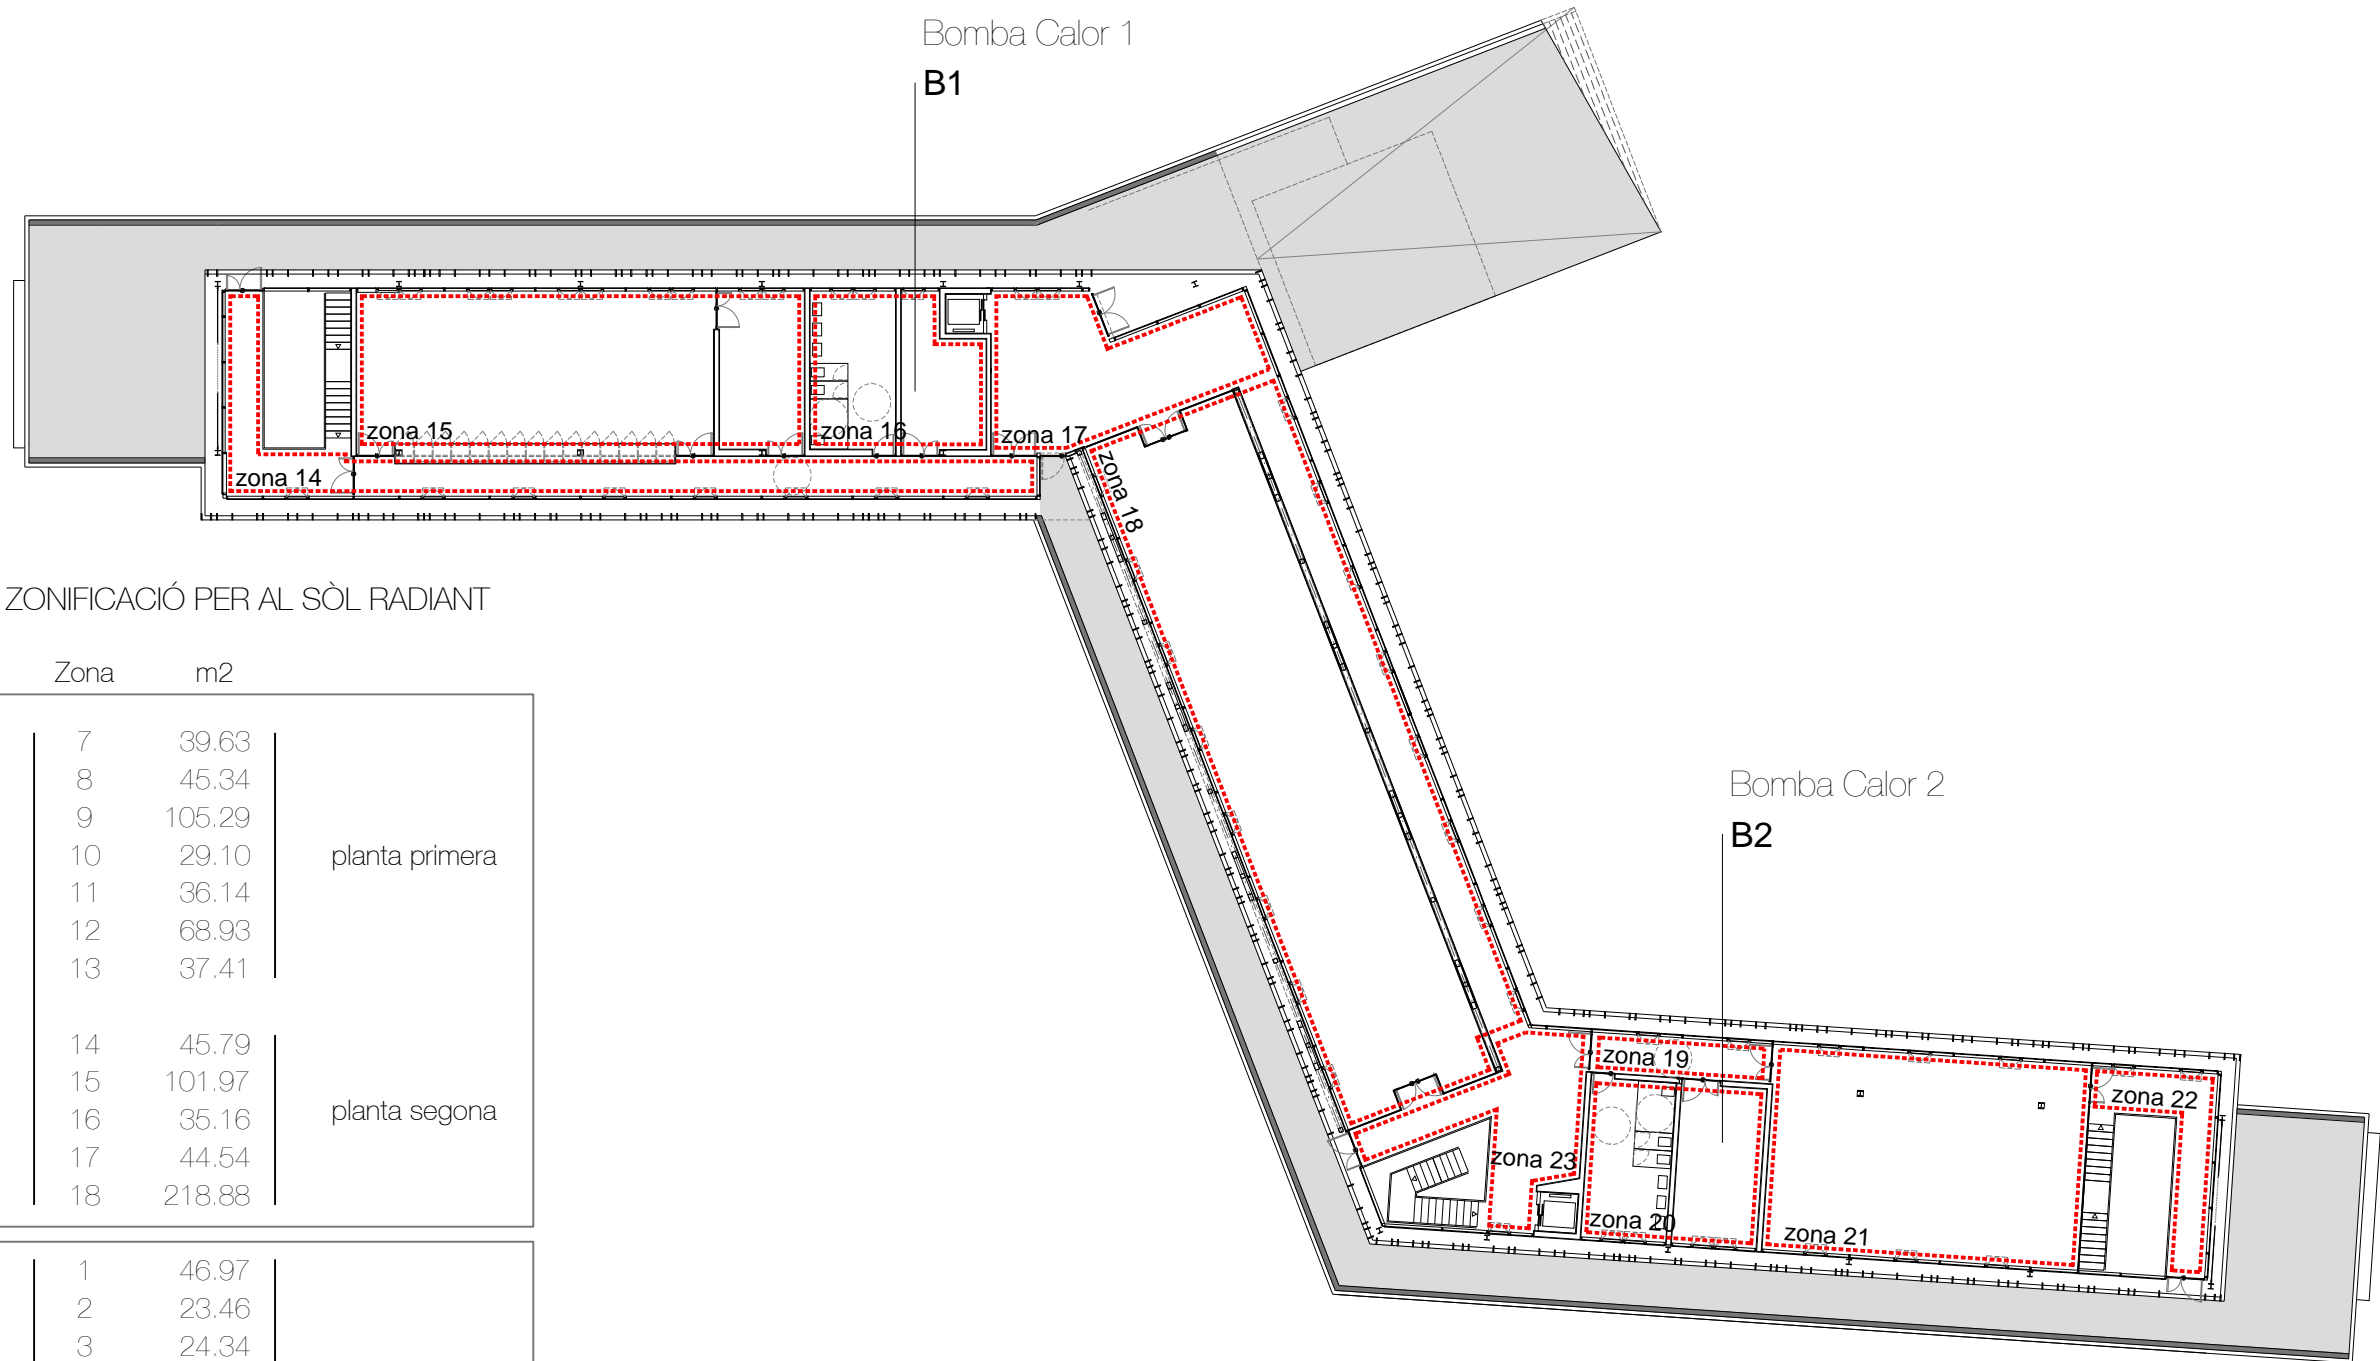 Bomba Calor 1
B1
zona 15
zona 16
zona 17
zona 14
zona 18
ZONIFICACIÓ PER AL SÒL RADIANT
Zona m2
7 39.63
8 45.34
9 105.29
10 29.10
11 36.14
12 68.93
13 37.41
planta primera
14 45.79
15 101.97
16 35.16
17 44.54
18 218.88
planta segona
1 46.97
2 23.46
3 24.34
Bomba Calor 2
B2
zona 19
zona 22
zona 23
zona 20
zona 21